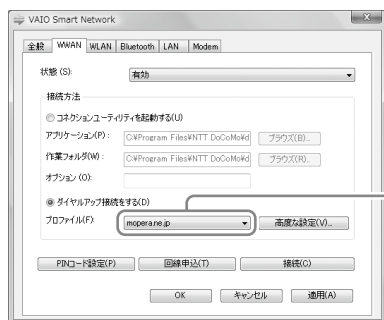 VAIO Smart Network
全般 WWAN WLAN Bluetooth LAN Modem
状態 (S): 有効
接続方法
コネクションユーティリティを起動する(U)
アプリケーション(P): C:¥Program Files¥NTT DoCoMo¥d ブラウズ(B)...
作業フォルダ(W): C:¥Program Files¥NTT DoCoMo¥d ブラウズ(R)...
オプション (O):
ダイヤルアップ接続をする(D)
プロファイル(F): mopera.ne.jp 高度な設定(V)...
PINコード設定(P) 回線申込(T) 接続(C)
OK キャンセル 適用(A)